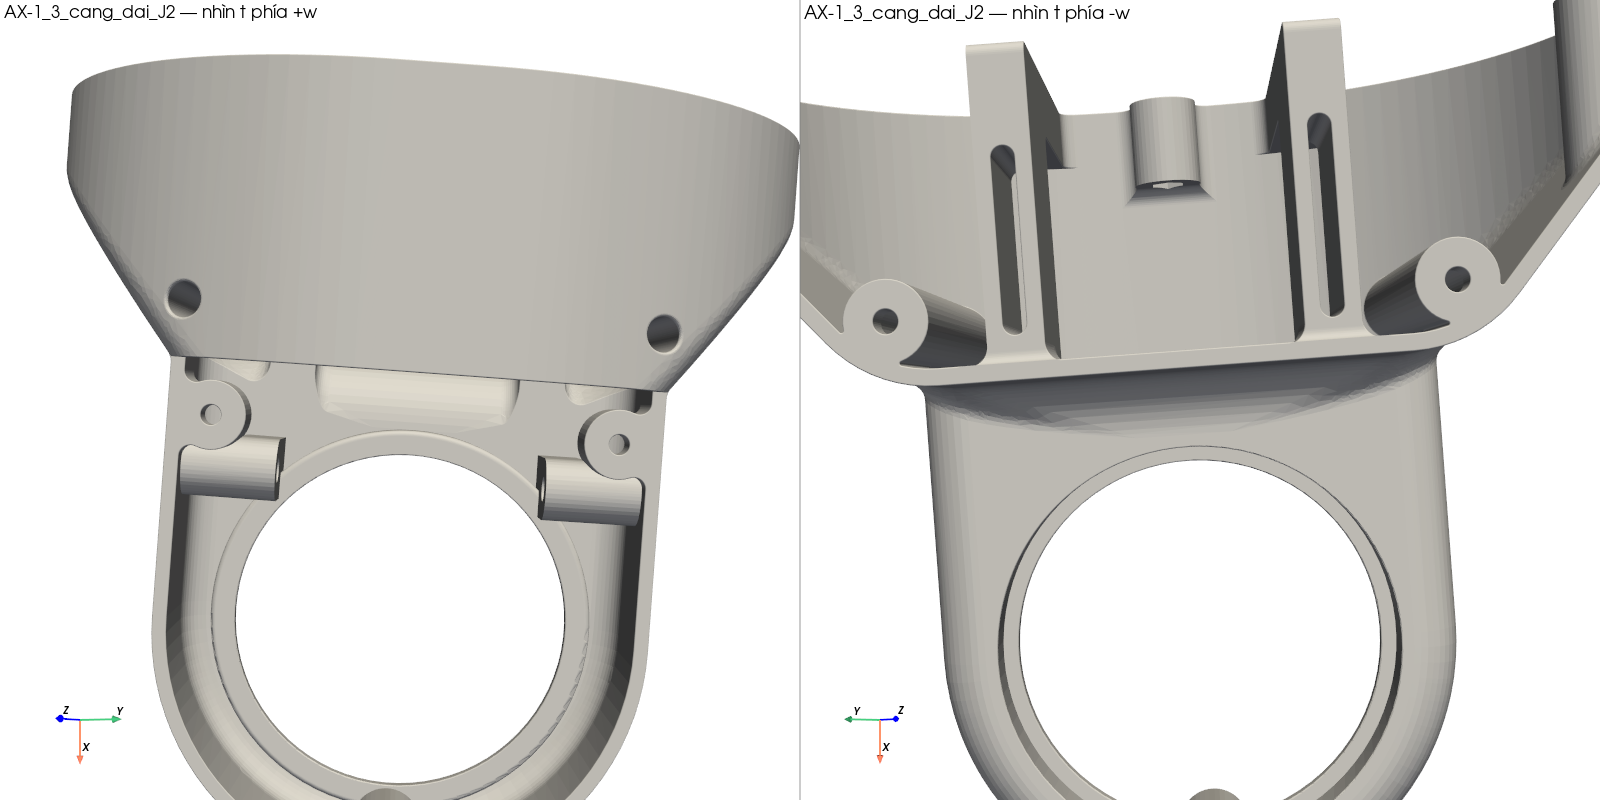 AX-1_3_cang_dai_J2 — nhìn t phía +w
AX-1_3_cang_dai_J2 — nhìn t phía -w
Z
Y
X
Y
Z
X